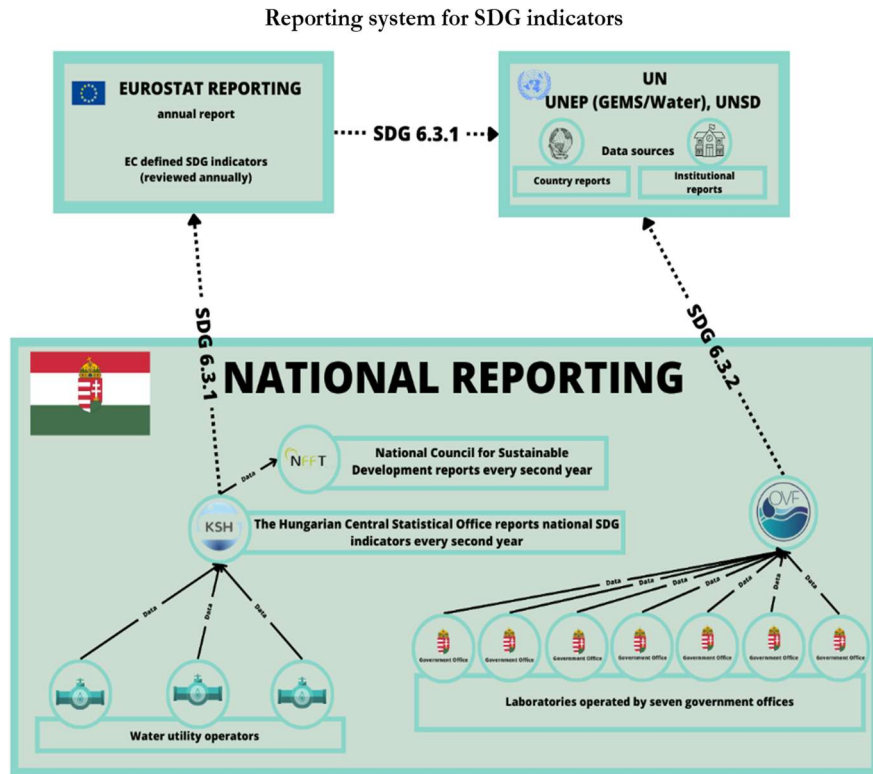 Reporting system for SDG indicators
EUROSTAT REPORTING
annual report
EC defined SDG indicators
(reviewed annually)
SDG 6.3.1
UN
UNEP (GEMS/Water), UNSD
Data sources
Country reports
Institutional
reports
SDG 6.3.1
SDG 6.3.2
NATIONAL REPORTING
Data
NFFT
National Council for Sustainable
Development reports every second year
KSH
The Hungarian Central Statistical Office reports national SDG
indicators every second year
OVF
Data
Data
Data
Data
Data
Data
Data
Data
Data
Data
Government Office
Government Office
Government Office
Government Office
Government Office
Government Office
Government Office
Laboratories operated by seven government offices
Water utility operators